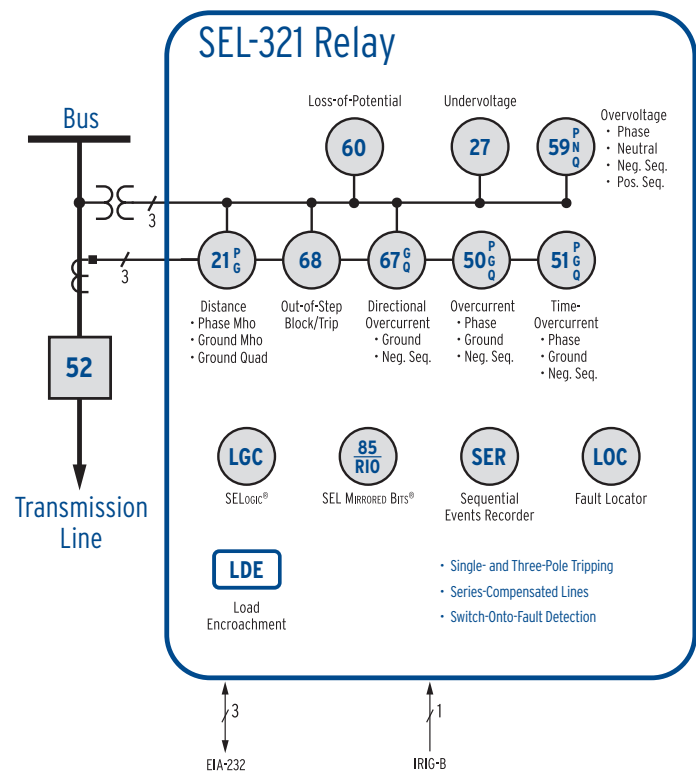 SEL-321 Relay
Bus
Loss-of-Potential
Undervoltage
Overvoltage
· Phase
· Neutral
· Neg. Seq.
· Pos. Seq.
60
27
59 P N Q
3
3
21 P G
68
67 G Q
50 P G Q
51 P G Q
Distance
· Phase Mho
· Ground Mho
· Ground Quad
Out-of-Step
Block/Trip
Directional
Overcurrent
· Ground
· Neg. Seq.
Overcurrent
· Phase
· Ground
· Neg. Seq.
Time-
Overcurrent
· Phase
· Ground
· Neg. Seq.
52
Transmission
Line
LGC
SELOGIC®
85
RIO
SEL MIRRORED BITS®
SER
Sequential
Events Recorder
LOC
Fault Locator
LDE
Load
Encroachment
· Single- and Three-Pole Tripping
· Series-Compensated Lines
· Switch-Onto-Fault Detection
3
EIA-232
1
IRIG-B